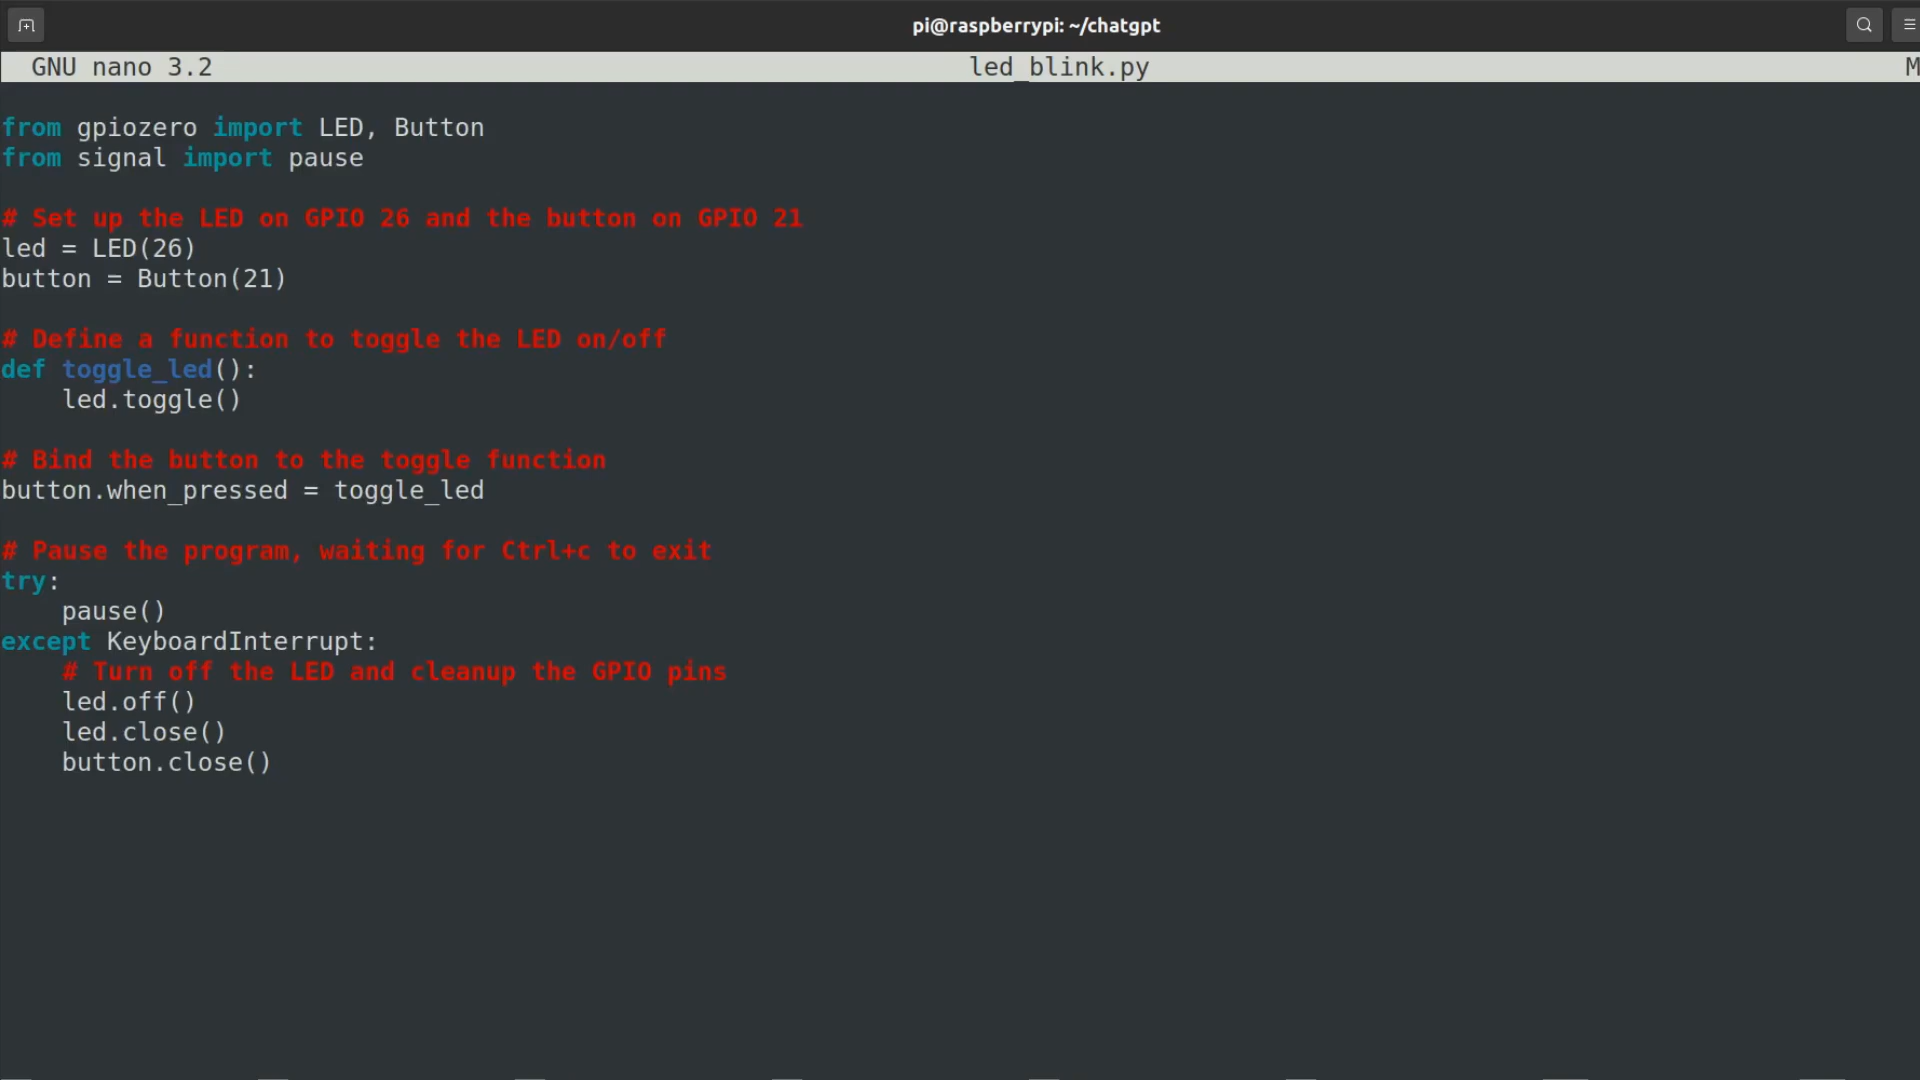 pi@raspberrypi: ~/chatgpt
GNU nano 3.2 led_blink.py M
from gpiozero import LED, Button
from signal import pause
# Set up the LED on GPIO 26 and the button on GPIO 21
led = LED(26)
button = Button(21)
# Define a function to toggle the LED on/off
def toggle_led():
    led.toggle()
# Bind the button to the toggle function
button.when_pressed = toggle_led
# Pause the program, waiting for Ctrl+c to exit
try:
    pause()
except KeyboardInterrupt:
    # Turn off the LED and cleanup the GPIO pins
    led.off()
    led.close()
    button.close()